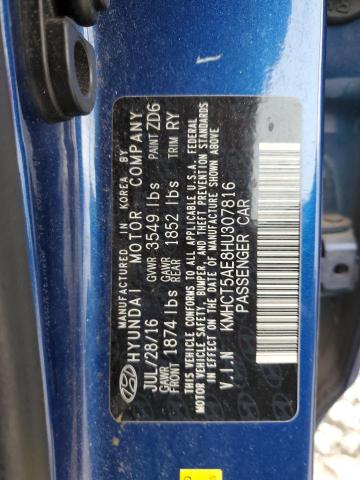 MANUFACTURED IN KOREA BY
HYUNDAI MOTOR COMPANY
JUL/28/16 GVWR 3549 lbs PAINT ZD6
GAWR FRONT 1874 lbs GAWR REAR 1852 lbs TRIM RY
THIS VEHICLE CONFORMS TO ALL APPLICABLE U.S.A. FEDERAL
MOTOR VEHICLE SAFETY, BUMPER, AND THEFT PREVENTION STANDARDS
IN EFFECT ON THE DATE OF MANUFACTURE SHOWN ABOVE.
V.I.N KMHCT5AE8HU307816
PASSENGER CAR